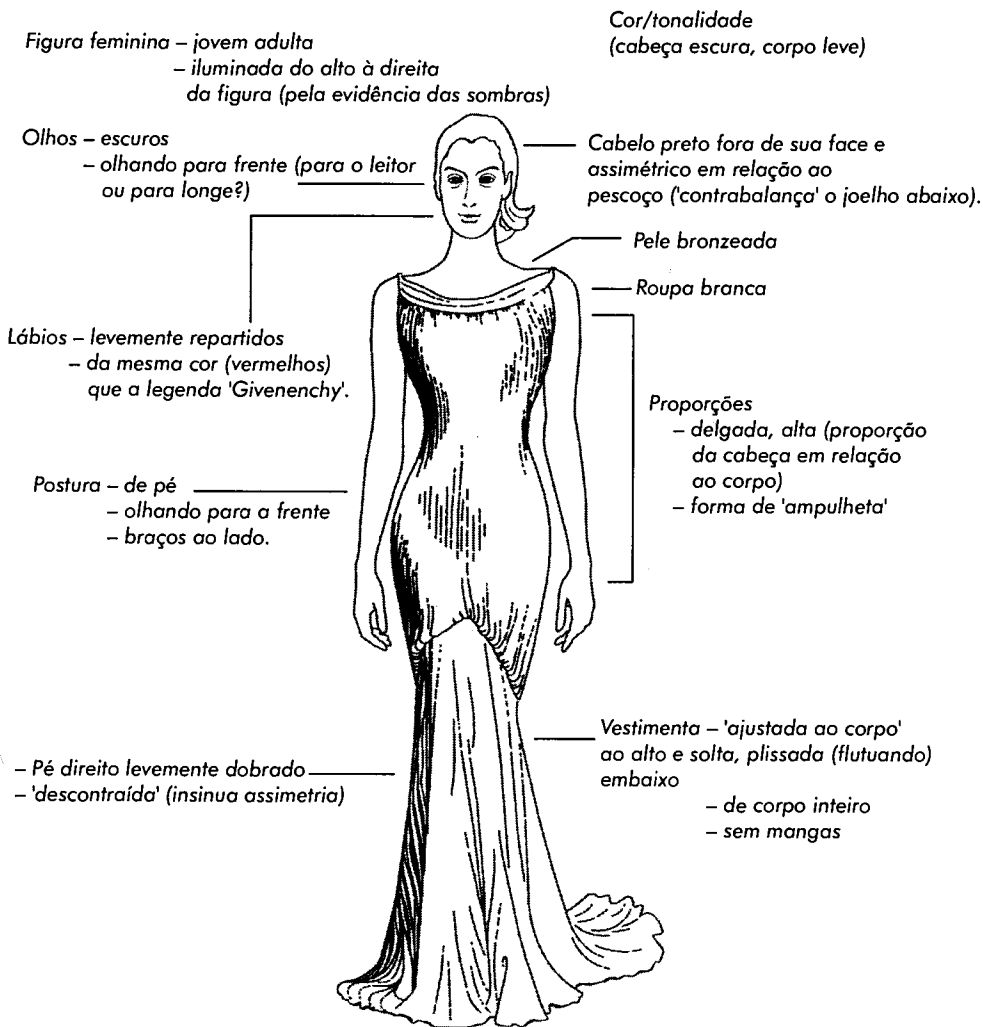 Cor/tonalidade
(cabeça escura, corpo leve)
Figura feminina – jovem adulta
– iluminada do alto à direita
da figura (pela evidência das sombras)
Olhos – escuros
– olhando para frente (para o leitor
ou para longe?)
Cabelo preto fora de sua face e
assimétrico em relação ao
pescoço ('contrabalança' o joelho abaixo).
Pele bronzeada
Roupa branca
Lábios – levemente repartidos
– da mesma cor (vermelhos)
que a legenda 'Givenenchy'.
Proporções
– delgada, alta (proporção
da cabeça em relação
ao corpo)
– forma de 'ampulheta'
Postura – de pé
– olhando para a frente
– braços ao lado.
Vestimenta – 'ajustada ao corpo'
ao alto e solta, plissada (flutuando)
embaixo
– de corpo inteiro
– sem mangas
– Pé direito levemente dobrado
– 'descontraída' (insinua assimetria)